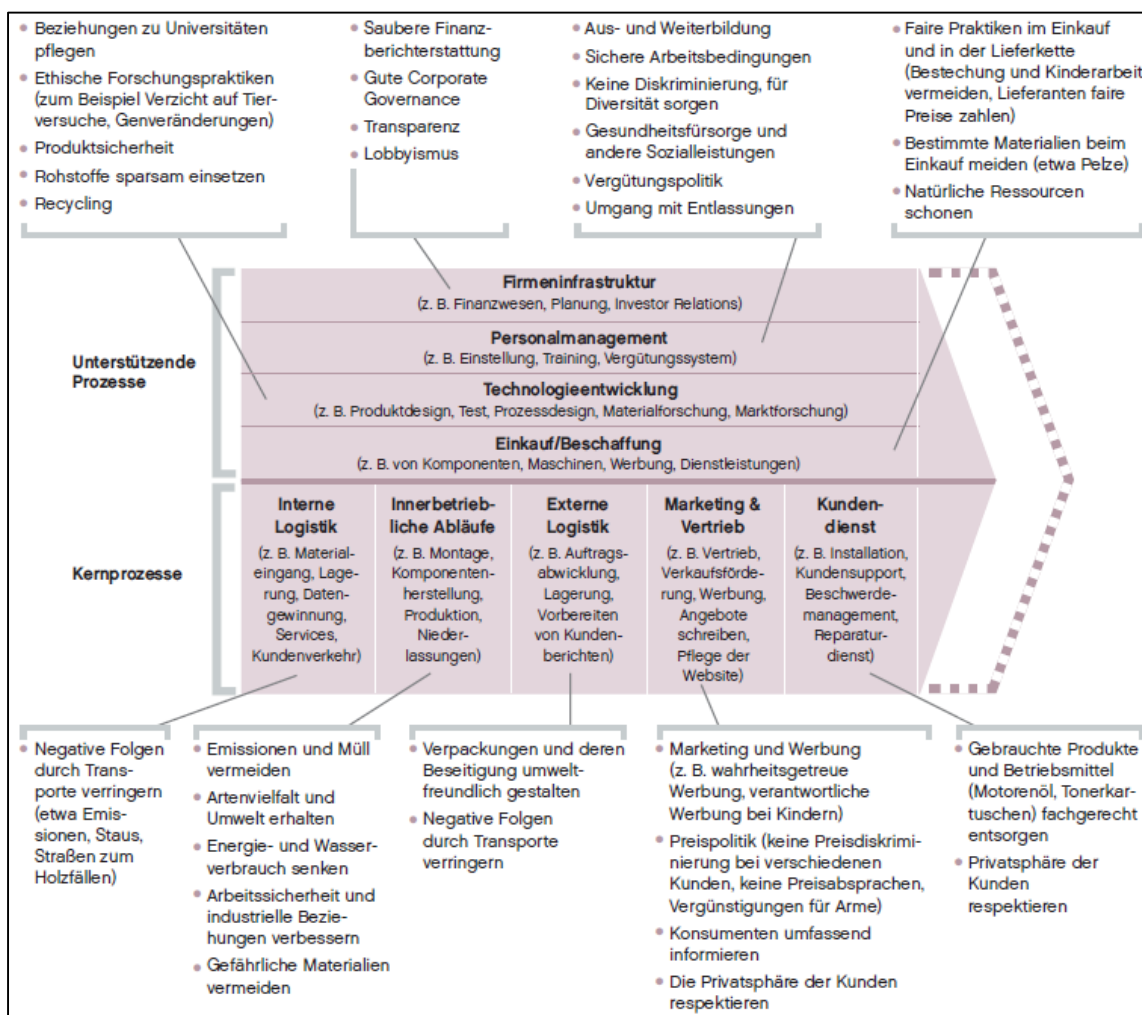 • Beziehungen zu Universitäten
pflegen
• Ethische Forschungspraktiken
(zum Beispiel Verzicht auf Tier-
versuche, Genveränderungen)
• Produktsicherheit
• Rohstoffe sparsam einsetzen
• Recycling
• Saubere Finanz-
berichterstattung
• Gute Corporate
Governance
• Transparenz
• Lobbyismus
• Aus- und Weiterbildung
• Sichere Arbeitsbedingungen
• Keine Diskriminierung, für
Diversität sorgen
• Gesundheitsfürsorge und
andere Sozialleistungen
• Vergütungspolitik
• Umgang mit Entlassungen
• Faire Praktiken im Einkauf
und in der Lieferkette
(Bestechung und Kinderarbeit
vermeiden, Lieferanten faire
Preise zahlen)
• Bestimmte Materialien beim
Einkauf meiden (etwa Pelze)
• Natürliche Ressourcen
schonen
Unterstützende
Prozesse
Firmeninfrastruktur
(z. B. Finanzwesen, Planung, Investor Relations)
Personalmanagement
(z. B. Einstellung, Training, Vergütungssystem)
Technologieentwicklung
(z. B. Produktdesign, Test, Prozessdesign, Materialforschung, Marktforschung)
Einkauf/Beschaffung
(z. B. von Komponenten, Maschinen, Werbung, Dienstleistungen)
Kernprozesse
Interne
Logistik
(z. B. Material-
eingang, Lage-
rung, Daten-
gewinnung,
Services,
Kundenverkehr)
Innerbetrieb-
liche Abläufe
(z. B. Montage,
Komponenten-
herstellung,
Produktion,
Nieder-
lassungen)
Externe
Logistik
(z. B. Auftrags-
abwicklung,
Lagerung,
Vorbereiten
von Kunden-
berichten)
Marketing &
Vertrieb
(z. B. Vertrieb,
Verkaufsförde-
rung, Werbung,
Angebote
schreiben,
Pflege der
Website)
Kunden-
dienst
(z. B. Installation,
Kundensupport,
Beschwerde-
management,
Reparatur-
dienst)
• Negative Folgen
durch Trans-
porte verringern
(etwa Emis-
sionen, Staus,
Straßen zum
Holzfällen)
• Emissionen und Müll
vermeiden
• Artenvielfalt und
Umwelt erhalten
• Energie- und Wasser-
verbrauch senken
• Arbeitssicherheit und
industrielle Bezie-
hungen verbessern
• Gefährliche Materialien
vermeiden
• Verpackungen und deren
Beseitigung umwelt-
freundlich gestalten
• Negative Folgen
durch Transporte
verringern
• Marketing und Werbung
(z. B. wahrheitsgetreue
Werbung, verantwortliche
Werbung bei Kindern)
• Preispolitik (keine Preisdiskrimi-
nierung bei verschiedenen
Kunden, keine Preisabsprachen,
Vergünstigungen für Arme)
• Konsumenten umfassend
informieren
• Die Privatsphäre der Kunden
respektieren
• Gebrauchte Produkte
und Betriebsmittel
(Motorenöl, Tonerkar-
tuschen) fachgerecht
entsorgen
• Privatsphäre der
Kunden
respektieren